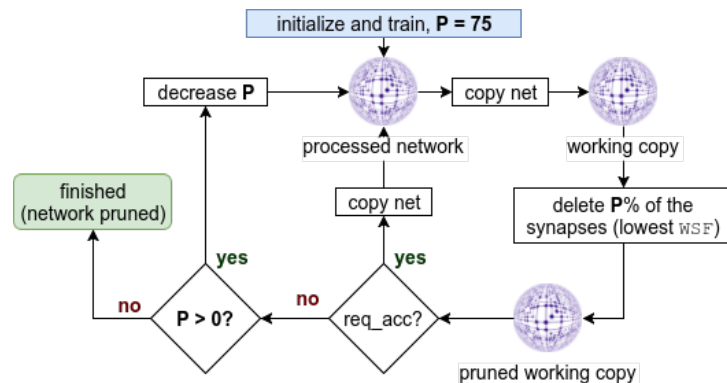 initialize and train, P = 75
decrease P
copy net
processed network
working copy
finished
(network pruned)
copy net
delete P% of the
synapses (lowest WSF)
yes
yes
no
no
P > 0?
req_acc?
pruned working copy